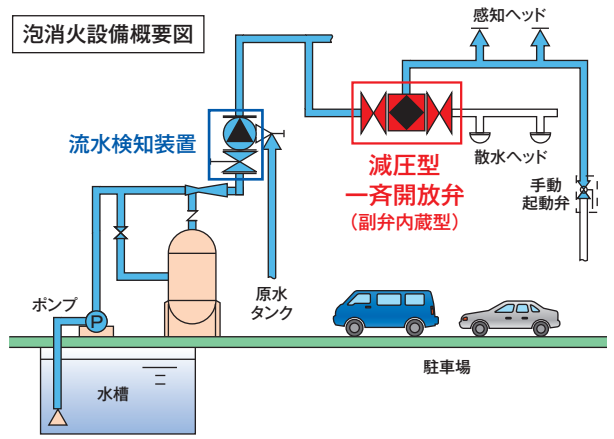 泡消火設備概要図
感知ヘッド
流水検知装置
減圧型
一斉開放弁
(副弁内蔵型)
散水ヘッド
手動
起動弁
原水
タンク
ポンプ
P
駐車場
水槽